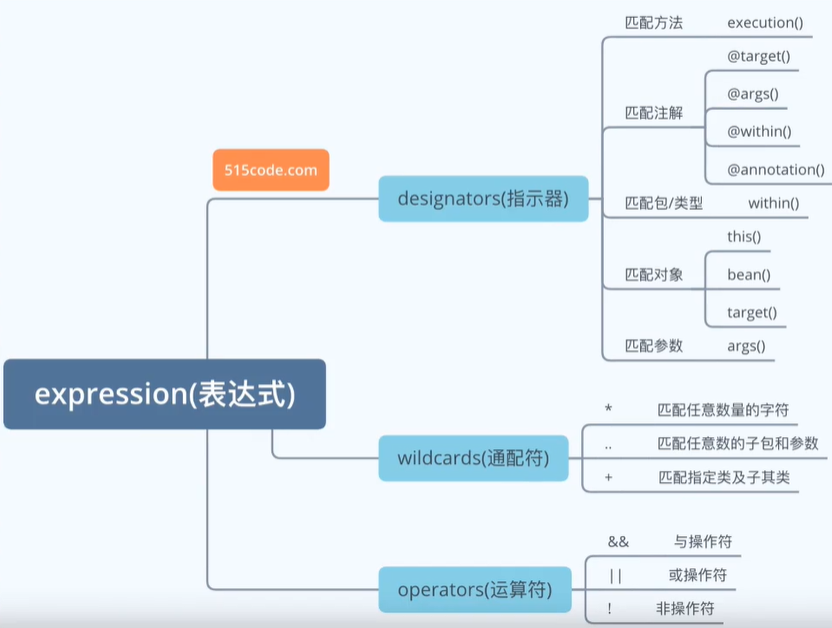 匹配方法 execution()
@target()
@args()
匹配注解
@within()
515code.com
@annotation()
designators(指示器)
匹配包/类型 within()
this()
匹配对象 bean()
target()
匹配参数 args()
expression(表达式)
* 匹配任意数量的字符
.. 匹配任意数的子包和参数
wildcards(通配符)
+ 匹配指定类及子其类
&& 与操作符
|| 或操作符
operators(运算符)
! 非操作符